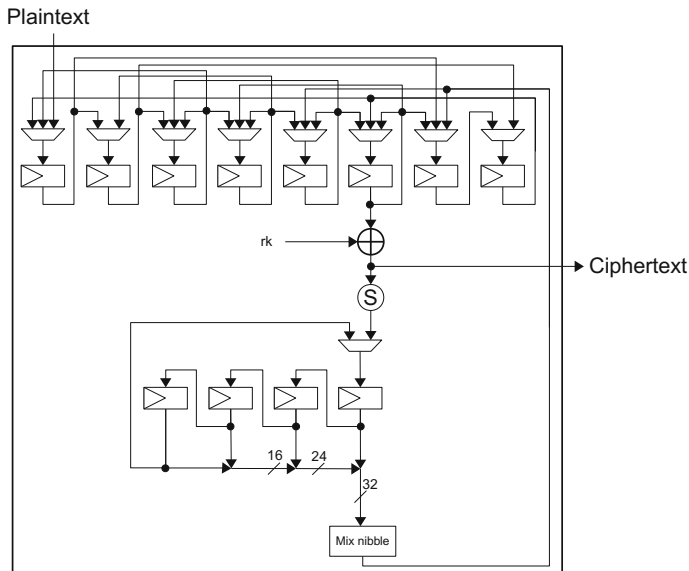 Plaintext
rk
Ciphertext
S
16
24
32
Mix nibble